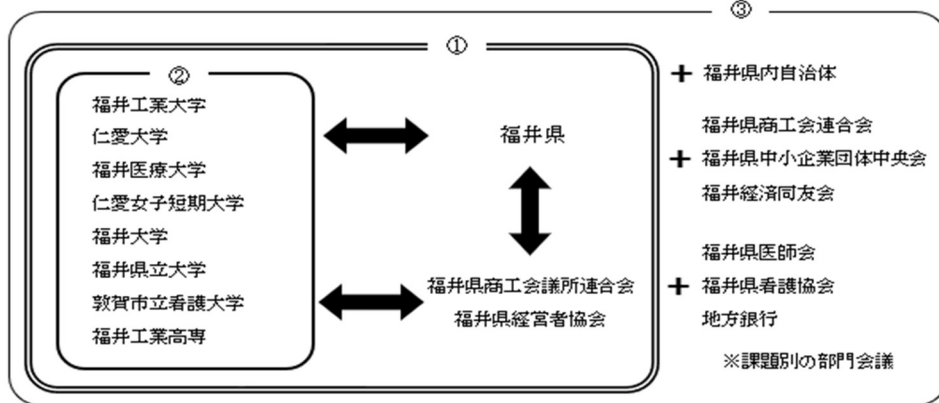 ③
①
②
福井工業大学
仁愛大学
福井医療大学
仁愛女子短期大学
福井大学
福井県立大学
敦賀市立看護大学
福井工業高専
福井県
福井県商工会議所連合会
福井県経営者協会
+ 福井県内自治体
福井県商工会連合会
+ 福井県中小企業団体中央会
福井経済同友会
福井県医師会
+ 福井県看護協会
地方銀行
※課題別の部門会議